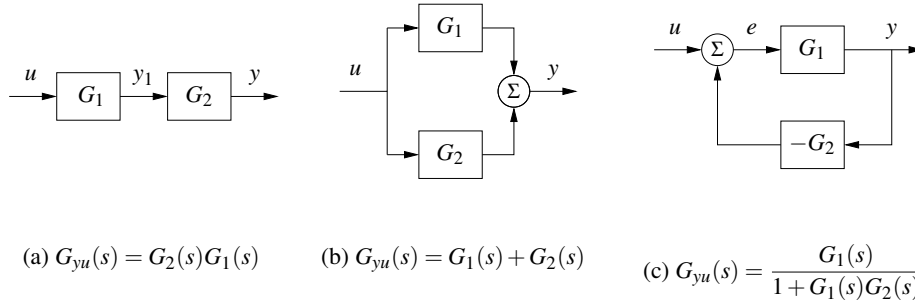 u G₁ y₁ G₂ y
u G₁ G₂ Σ y
u Σ e G₁ y −G₂
(a) Gyu(s) = G₂(s)G₁(s)
(b) Gyu(s) = G₁(s) + G₂(s)
(c) Gyu(s) = G₁(s) / 1 + G₁(s)G₂(s)